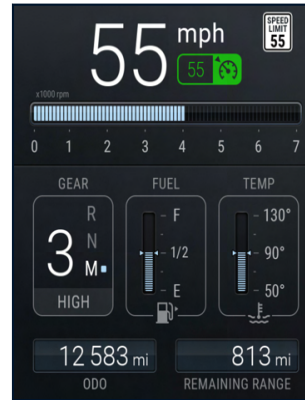 55 mph
55
SPEED
LIMIT
55
x1000 rpm
0 1 2 3 4 5 6 7
GEAR
3
R
N
M
HIGH
FUEL
F
1/2
E
TEMP
130°
90°
50°
12 583 mi
ODO
813 mi
REMAINING RANGE